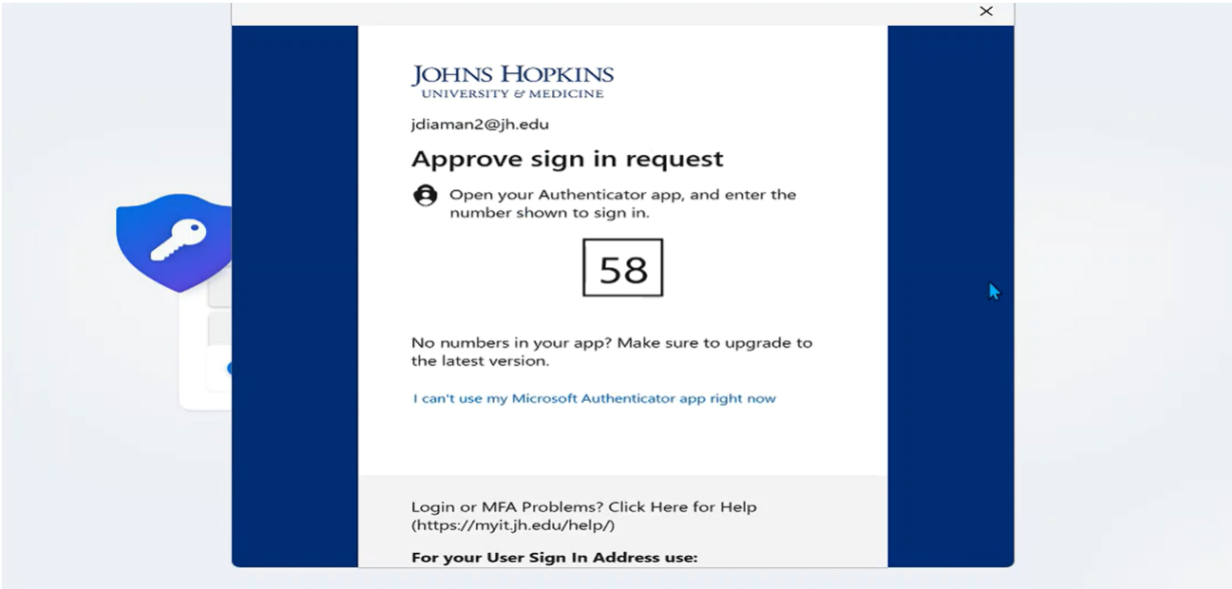 JOHNS HOPKINS
UNIVERSITY & MEDICINE
jdiaman2@jh.edu
Approve sign in request
Open your Authenticator app, and enter the
number shown to sign in.
58
No numbers in your app? Make sure to upgrade to
the latest version.
I can't use my Microsoft Authenticator app right now
Login or MFA Problems? Click Here for Help
(https://myit.jh.edu/help/)
For your User Sign In Address use: